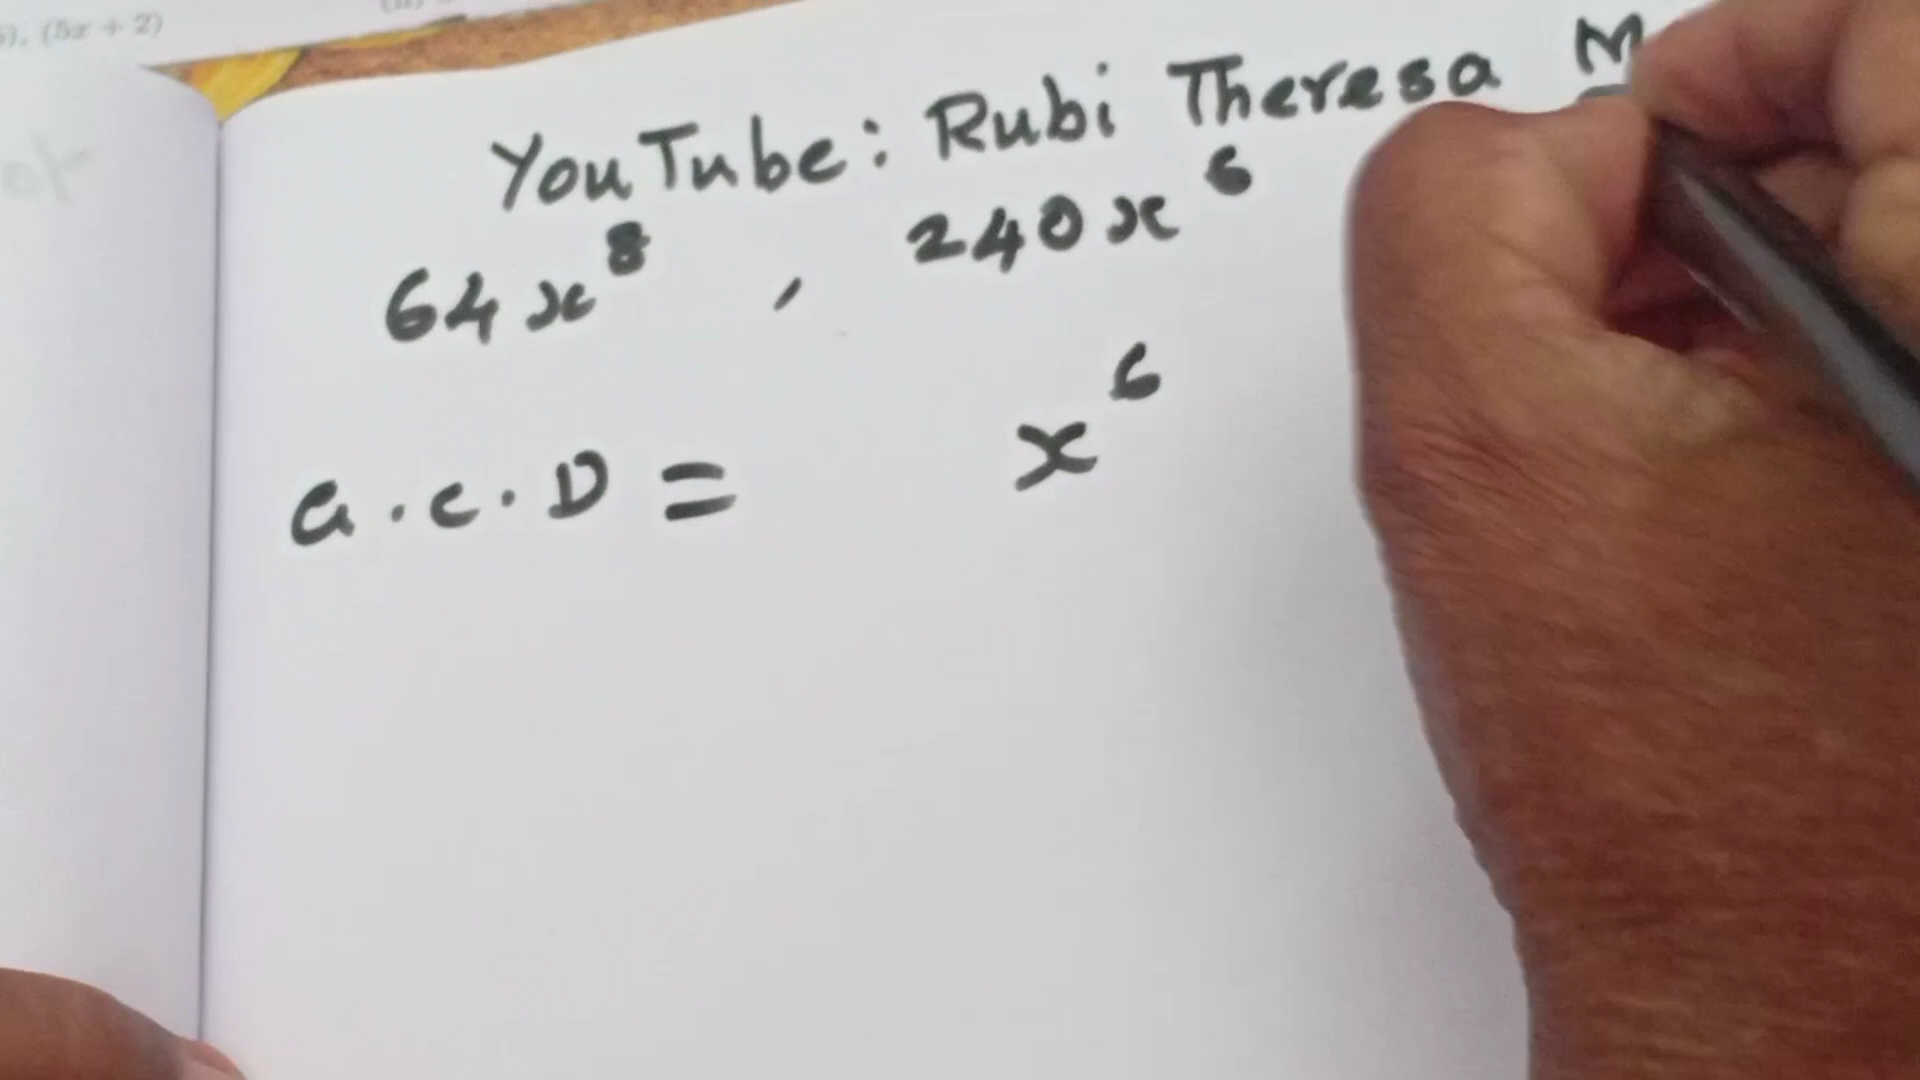 (5x + 2)
YouTube: Rubi Theresa M
64x⁸ , 240x⁶
G.C.D = x⁶